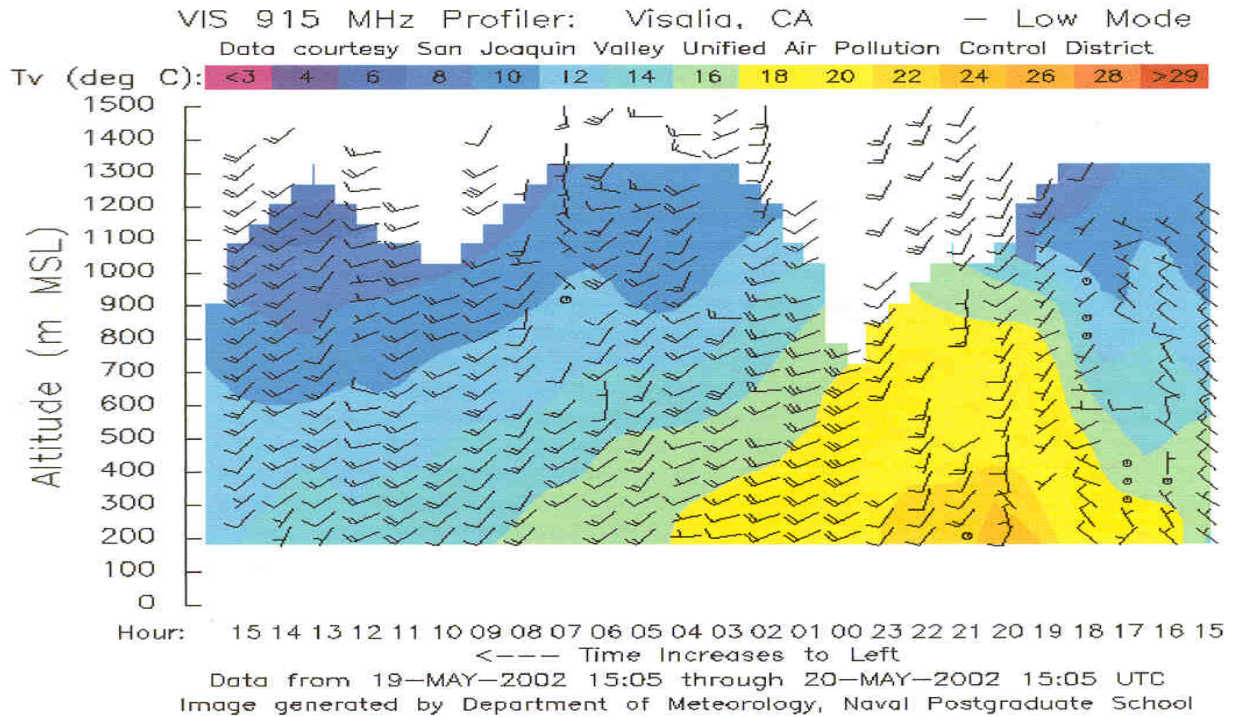 VIS 915 MHz Profiler: Visalia, CA — Low Mode
Data courtesy San Joaquin Valley Unified Air Pollution Control District
Tv (deg C): <3 4 6 8 10 12 14 16 18 20 22 24 26 28 >29
1500
1400
1300
1200
1100
1000
900
800
700
600
500
400
300
200
100
0
Altitude (m MSL)
Hour: 15 14 13 12 11 10 09 08 07 06 05 04 03 02 01 00 23 22 21 20 19 18 17 16 15
<--- Time Increases to Left
Data from 19-MAY-2002 15:05 through 20-MAY-2002 15:05 UTC
Image generated by Department of Meteorology, Naval Postgraduate School